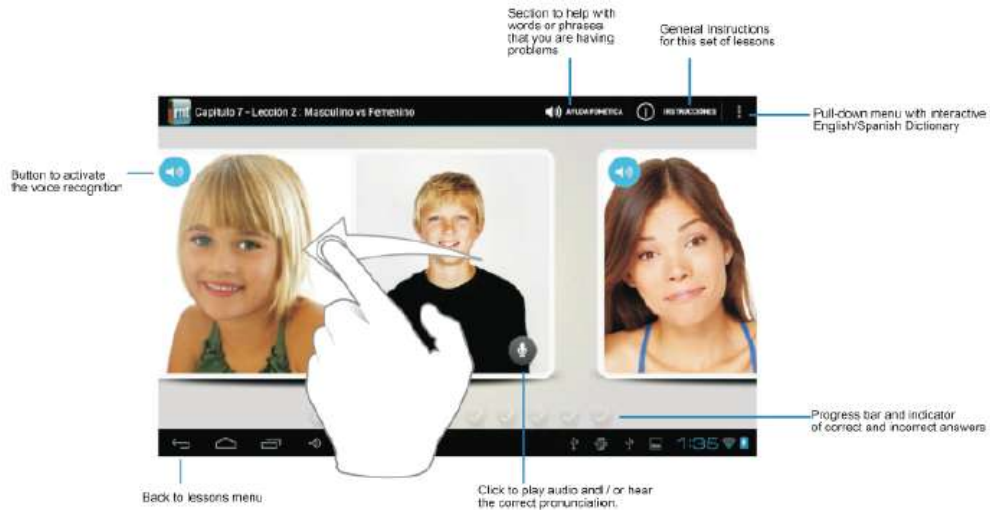 Section to help with
words or phrases
that you are having
problems
General Instructions
for this set of lessons
mt Capitulo 7 - Lección 2 : Masculino vs Femenino
AYUDA FONETICA
INSTRUCCIONES
Pull-down menu with interactive
English/Spanish Dictionary
Button to activate
the voice recognition
Progress bar and indicator
of correct and incorrect answers
1:35
Back to lessons menu
Click to play audio and / or hear
the correct pronunciation.